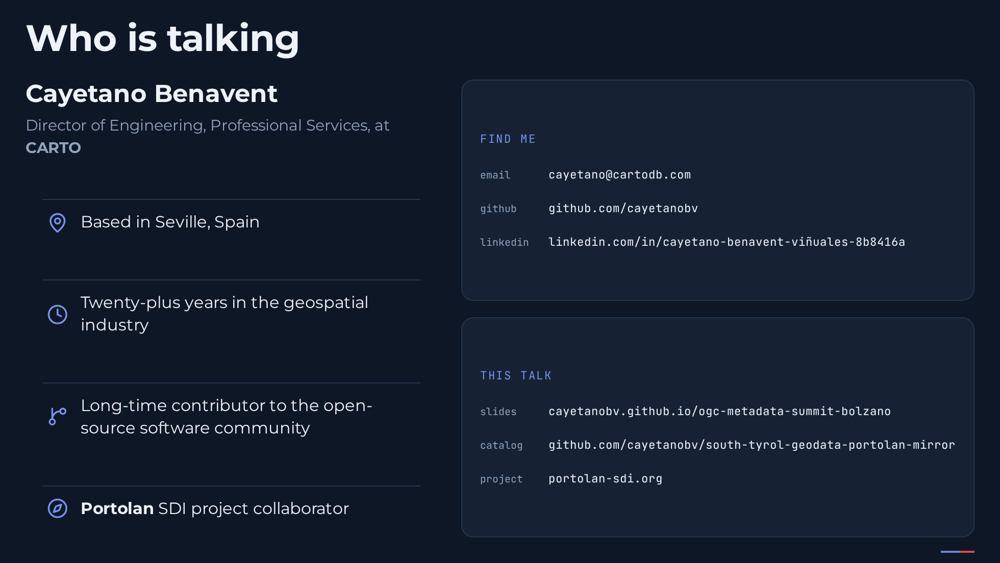 Who is talking
Cayetano Benavent
Director of Engineering, Professional Services, at
CARTO
Based in Seville, Spain
Twenty-plus years in the geospatial
industry
Long-time contributor to the open-
source software community
Portolan SDI project collaborator
FIND ME
email cayetano@cartodb.com
github github.com/cayetanobv
linkedin linkedin.com/in/cayetano-benavent-viñuales-8b8416a
THIS TALK
slides cayetanobv.github.io/ogc-metadata-summit-bolzano
catalog github.com/cayetanobv/south-tyrol-geodata-portolan-mirror
project portolan-sdi.org